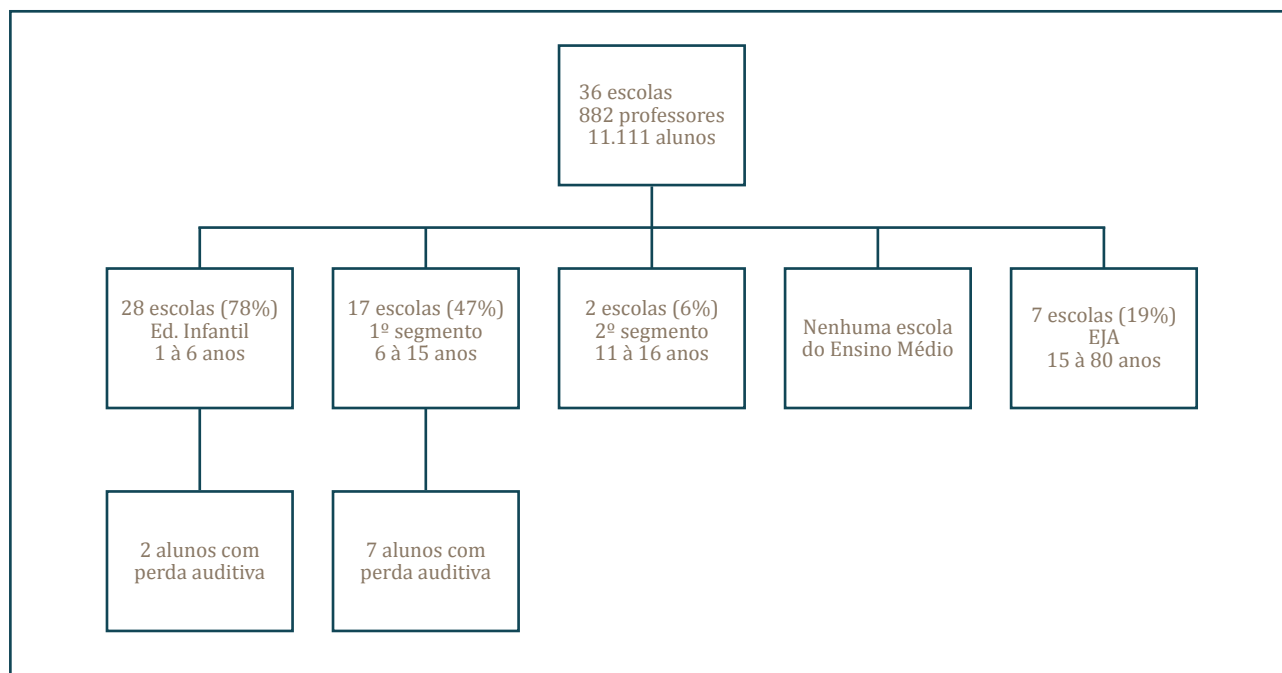 36 escolas
882 professores
11.111 alunos
28 escolas (78%)
Ed. Infantil
1 à 6 anos
17 escolas (47%)
1º segmento
6 à 15 anos
2 escolas (6%)
2º segmento
11 à 16 anos
Nenhuma escola
do Ensino Médio
7 escolas (19%)
EJA
15 à 80 anos
2 alunos com
perda auditiva
7 alunos com
perda auditiva